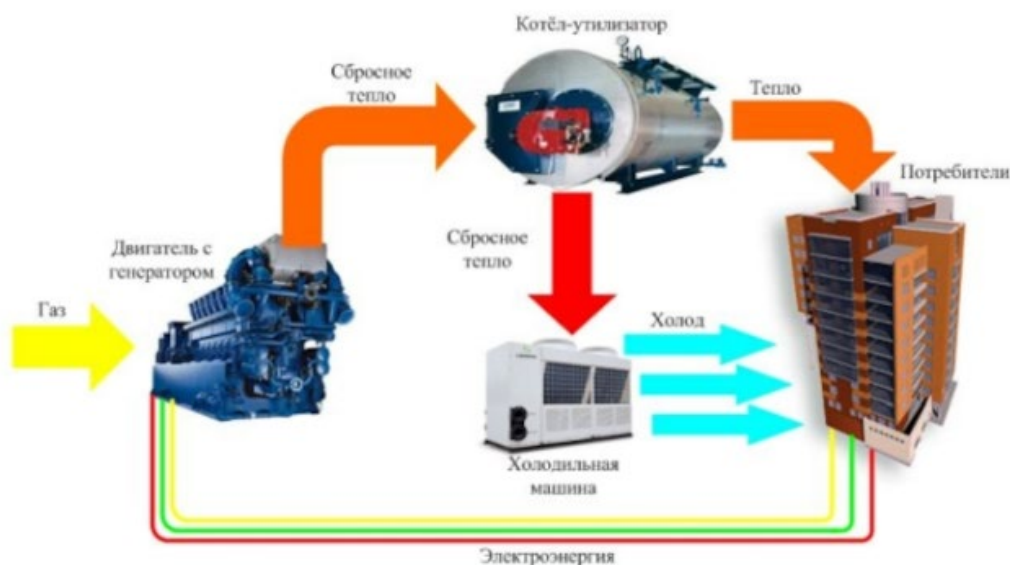 Котёл-утилизатор
Сбросное
тепло
Тепло
Потребители
Двигатель с
генератором
Сбросное
тепло
Газ
Холод
Холодильная
машина
Электроэнергия